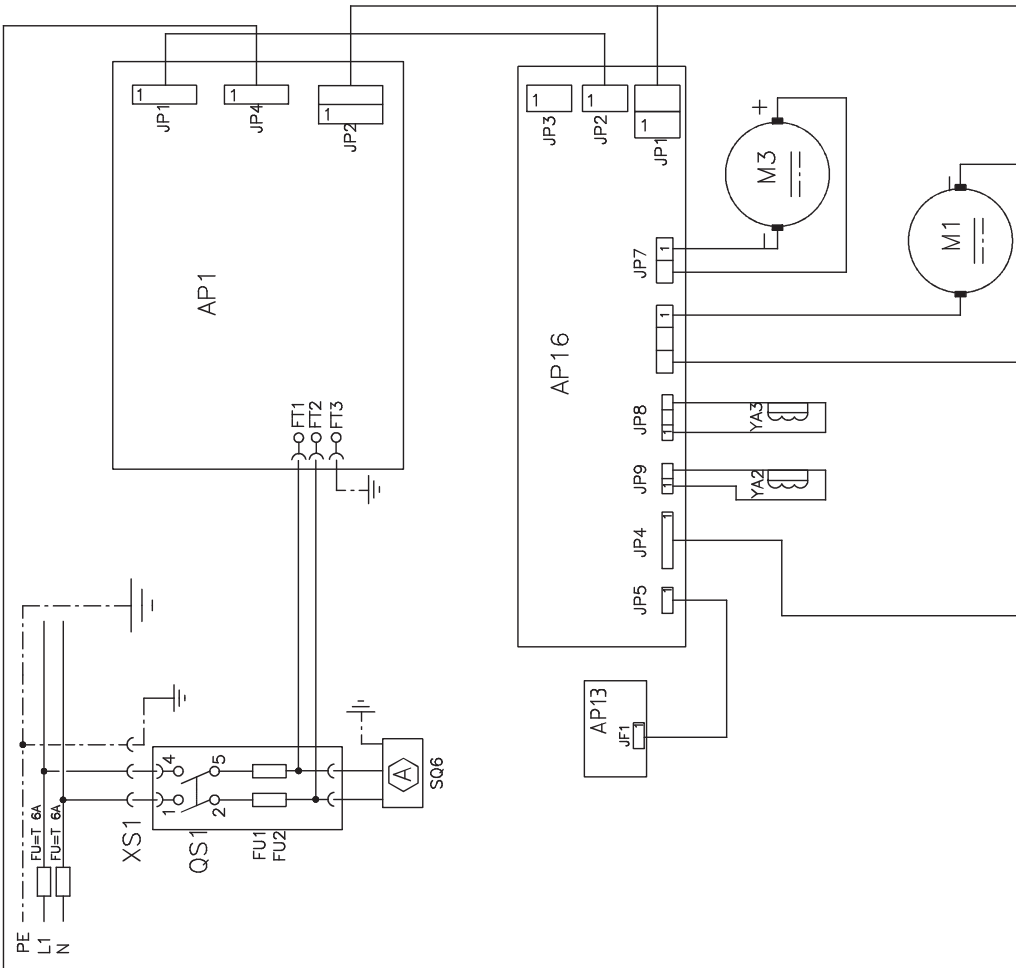 1
JP1
1
JP4
1
JP2
AP1
FT1
FT2
FT3
1
JP3
1
JP2
1
JP1
AP16
M3
+
M1
JP7
1
1
JP8
1
YA3
JP9
1
YA2
JP4
1
JP5
1
AP13
JF1
1
PE
L1
N
FU=T 6A
FU=T 6A
XS1
QS1
1
4
2
5
FU1
FU2
A
SQ6